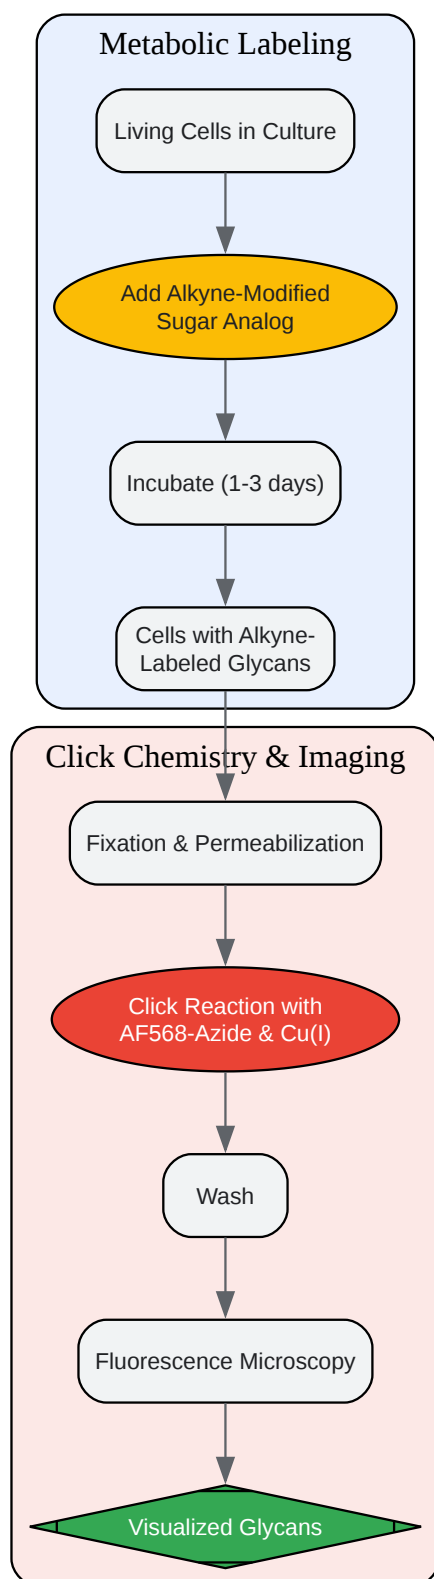 Metabolic Labeling
Living Cells in Culture
Add Alkyne-Modified
Sugar Analog
Incubate (1-3 days)
Cells with Alkyne-
Labeled Glycans
Click Chemistry & Imaging
Fixation & Permeabilization
Click Reaction with
AF568-Azide & Cu(I)
Wash
Fluorescence Microscopy
Visualized Glycans